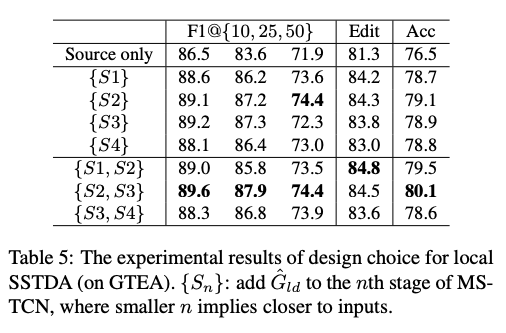 F1@{10, 25, 50} Edit Acc
Source only 86.5 83.6 71.9 81.3 76.5
{S1} 88.6 86.2 73.6 84.2 78.7
{S2} 89.1 87.2 74.4 84.3 79.1
{S3} 89.2 87.3 72.3 83.8 78.9
{S4} 88.1 86.4 73.0 83.0 78.8
{S1, S2} 89.0 85.8 73.5 84.8 79.5
{S2, S3} 89.6 87.9 74.4 84.5 80.1
{S3, S4} 88.3 86.8 73.9 83.6 78.6
Table 5: The experimental results of design choice for local
SSTDA (on GTEA). {Sn}: add Ĝld to the nth stage of MS-
TCN, where smaller n implies closer to inputs.